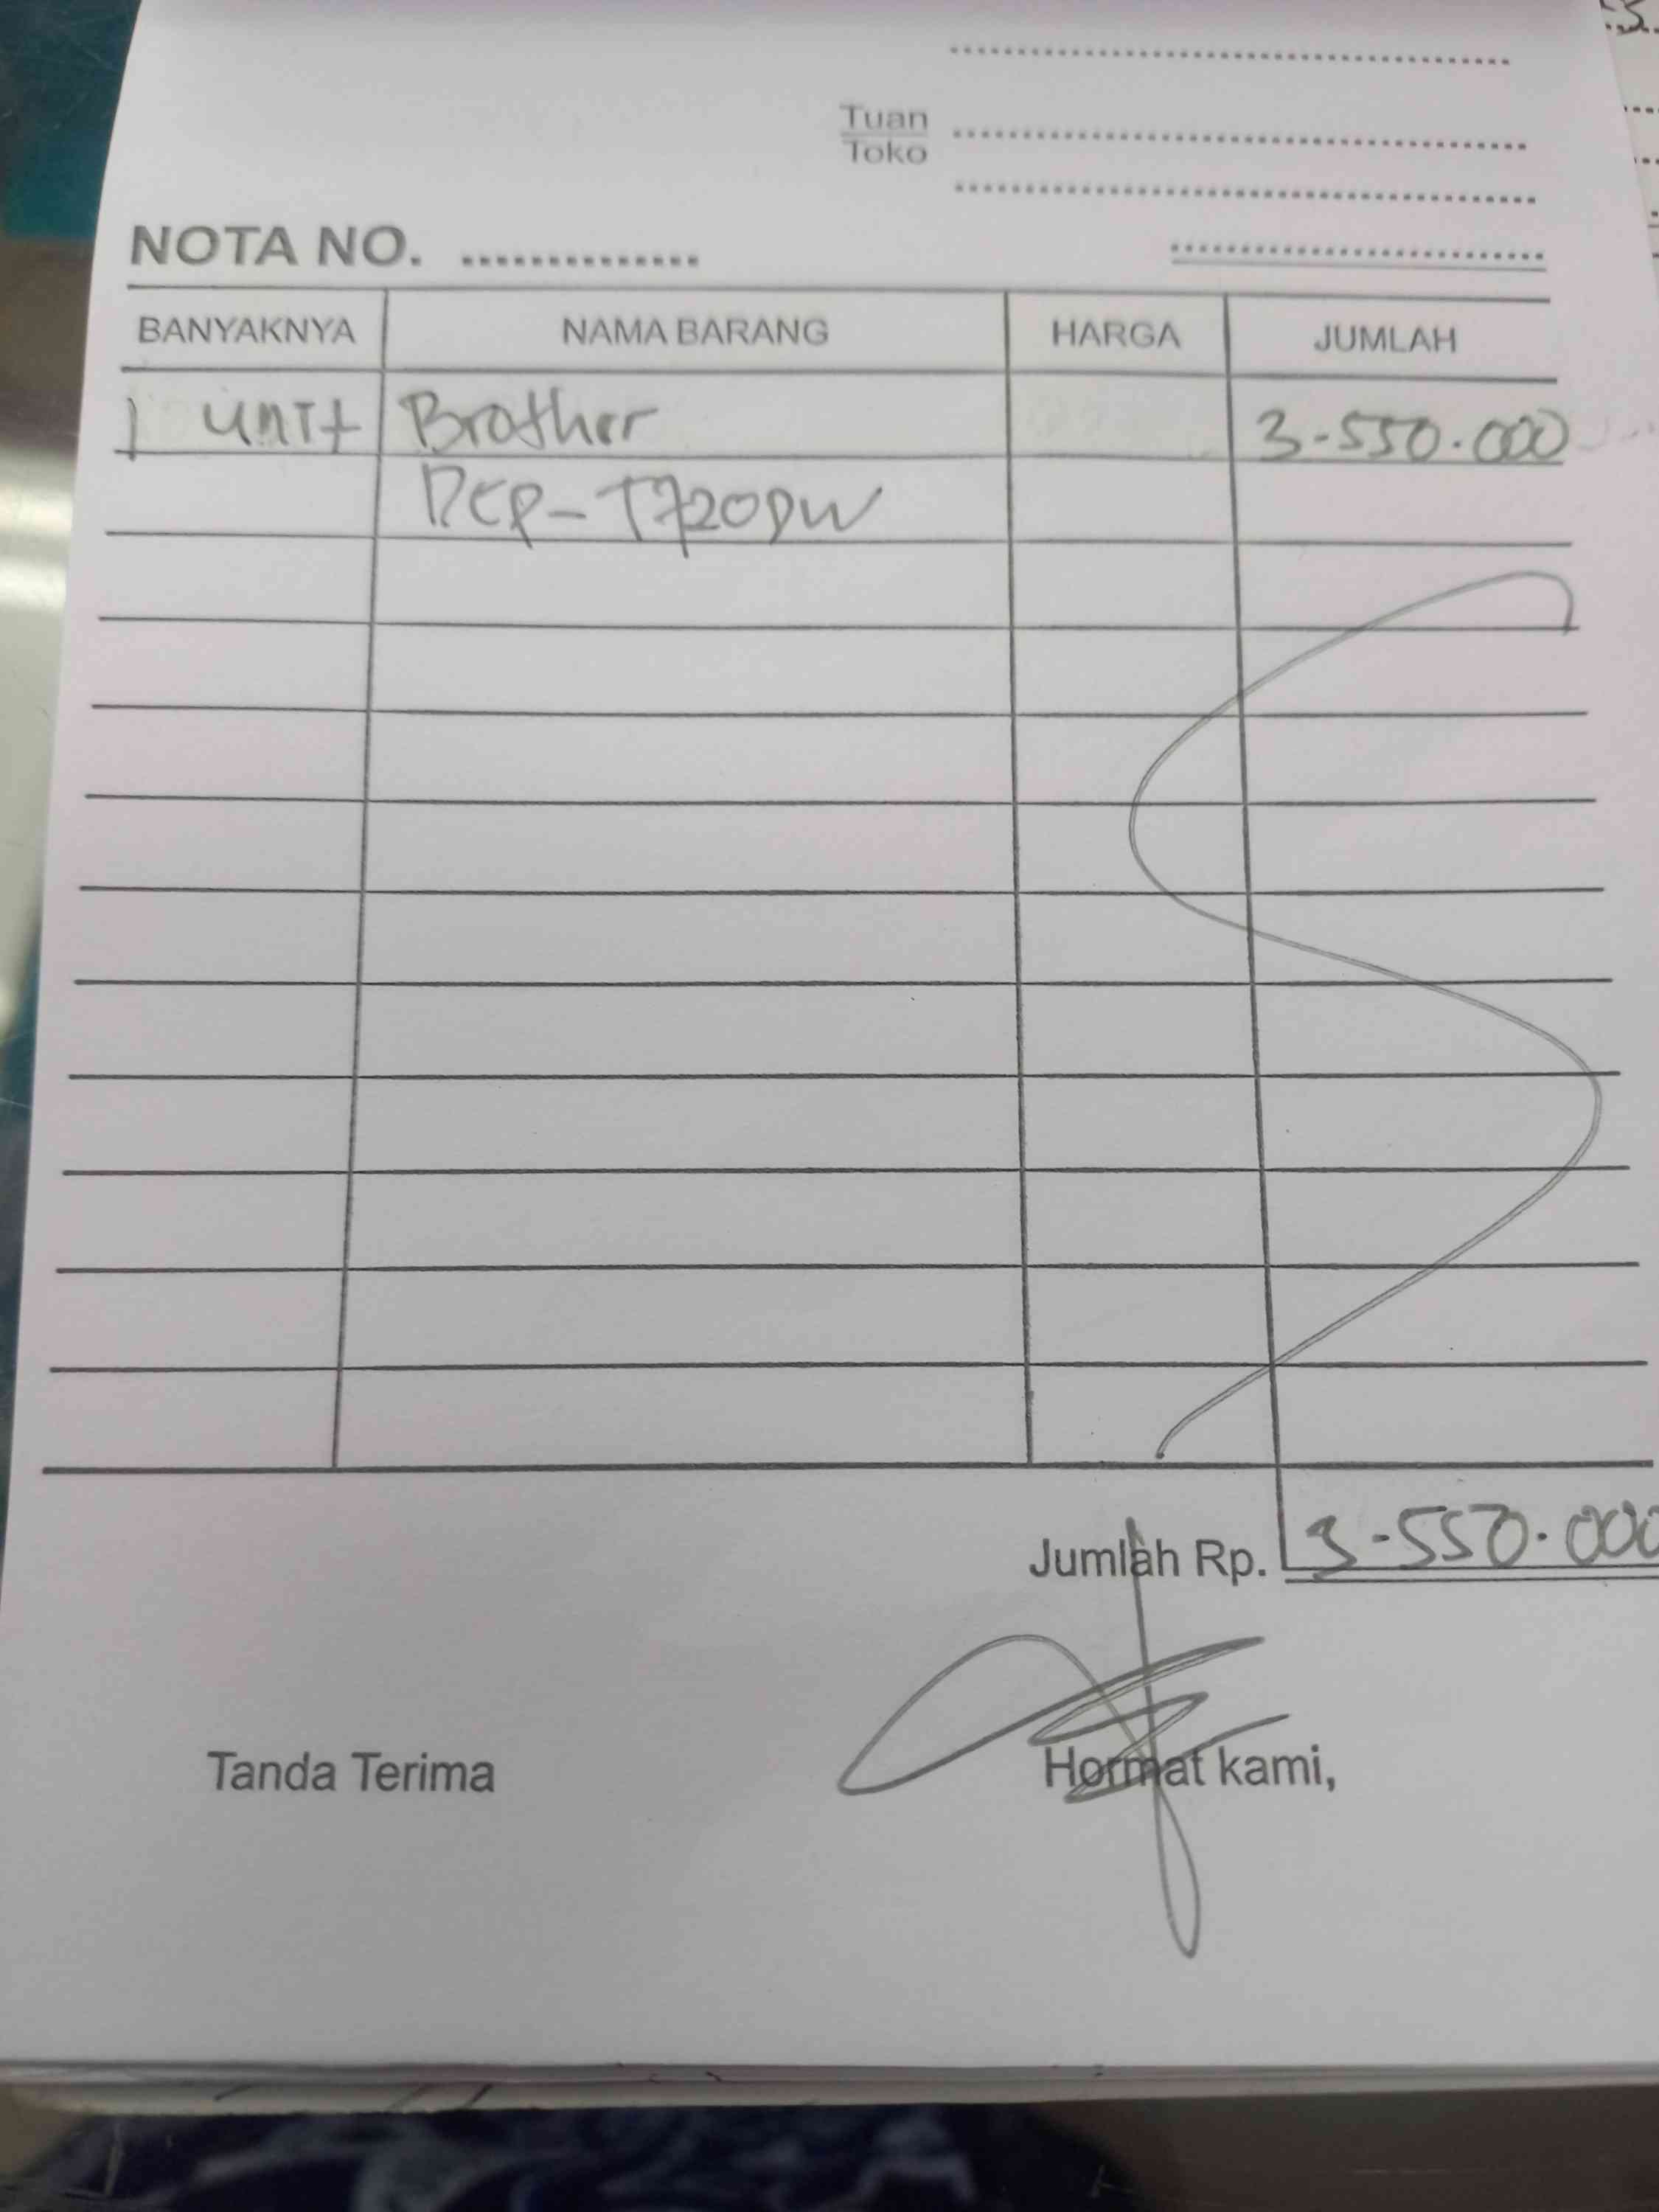 Tuan
Toko
NOTA NO. ..............
BANYAKNYA NAMA BARANG HARGA JUMLAH
1 unit Brother 3-550.000
DCP-T720DW
Jumlah Rp. 3-550.000
Tanda Terima Hormat kami,